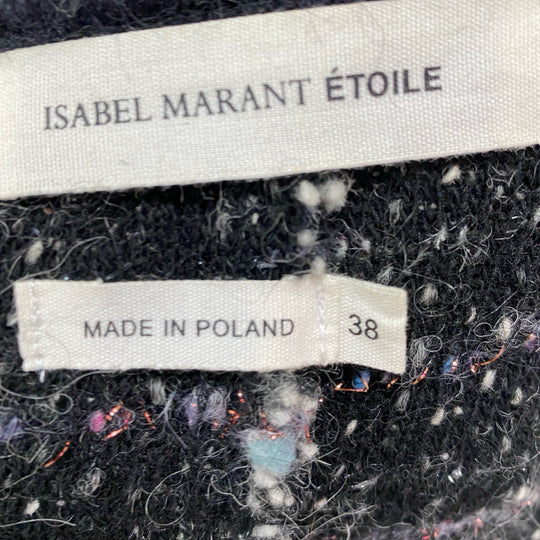 ISABEL MARANT ÉTOILE
MADE IN POLAND 38